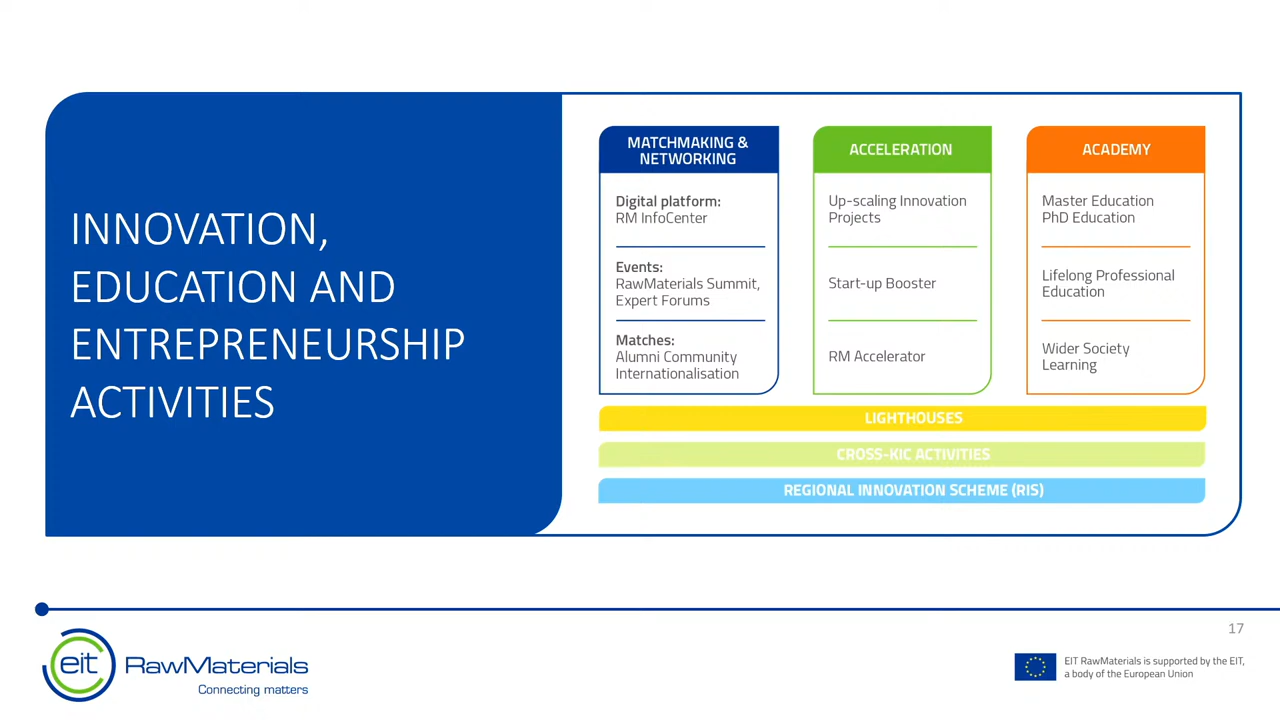 INNOVATION,
EDUCATION AND
ENTREPRENEURSHIP
ACTIVITIES
MATCHMAKING &
NETWORKING
Digital platform:
RM InfoCenter
Events:
RawMaterials Summit,
Expert Forums
Matches:
Alumni Community
Internationalisation
ACCELERATION
Up-scaling Innovation
Projects
Start-up Booster
RM Accelerator
ACADEMY
Master Education
PhD Education
Lifelong Professional
Education
Wider Society
Learning
LIGHTHOUSES
CROSS-KIC ACTIVITIES
REGIONAL INNOVATION SCHEME (RIS)
17
eit RawMaterials
Connecting matters
EIT RawMaterials is supported by the EIT,
a body of the European Union